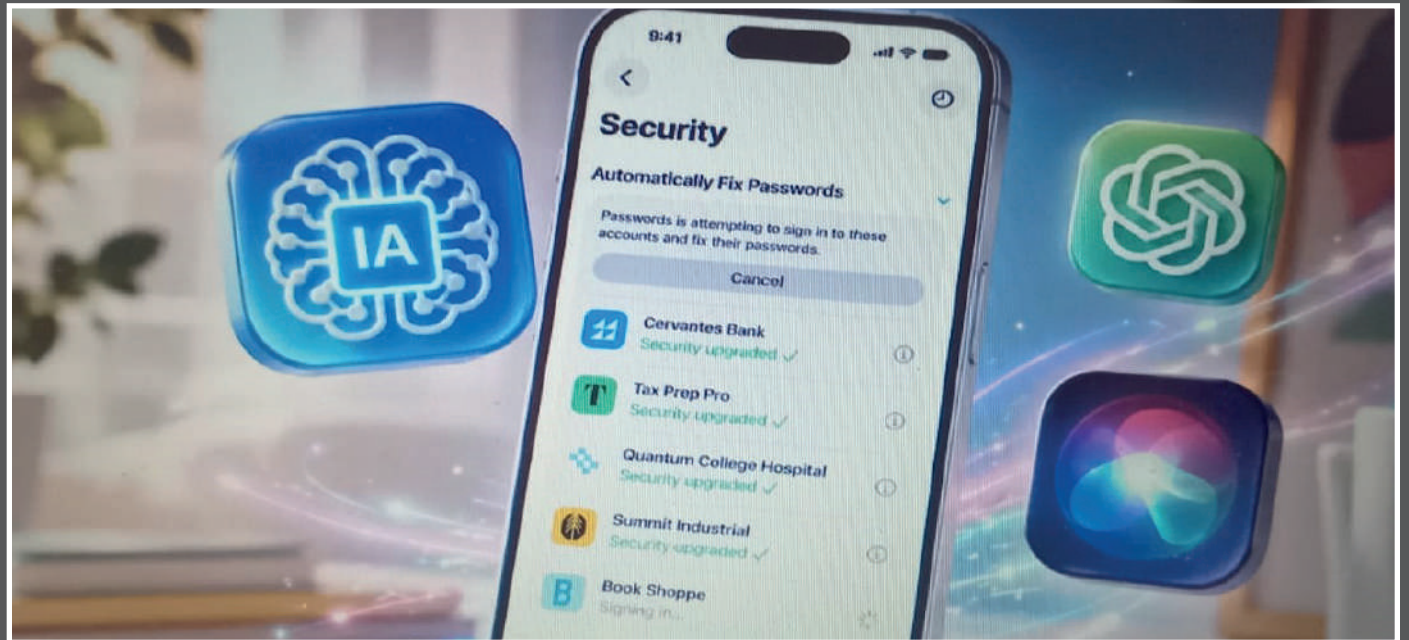 9:41
Security
Automatically Fix Passwords
Passwords is attempting to sign in to these
accounts and fix their passwords.
Cancel
IA
Cervantes Bank
Security upgraded
T
Tax Prep Pro
Security upgraded
Quantum College Hospital
Security upgraded
Summit Industrial
Security upgraded
B
Book Shoppe
Signing in...